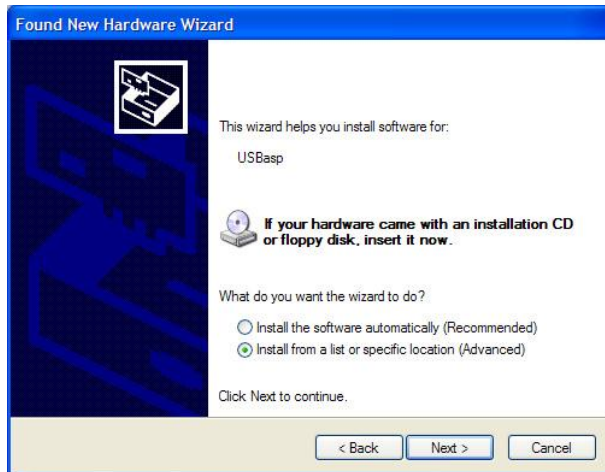 Found New Hardware Wizard
This wizard helps you install software for:
USBasp
If your hardware came with an installation CD
or floppy disk, insert it now.
What do you want the wizard to do?
Install the software automatically (Recommended)
Install from a list or specific location (Advanced)
Click Next to continue.
< Back Next > Cancel